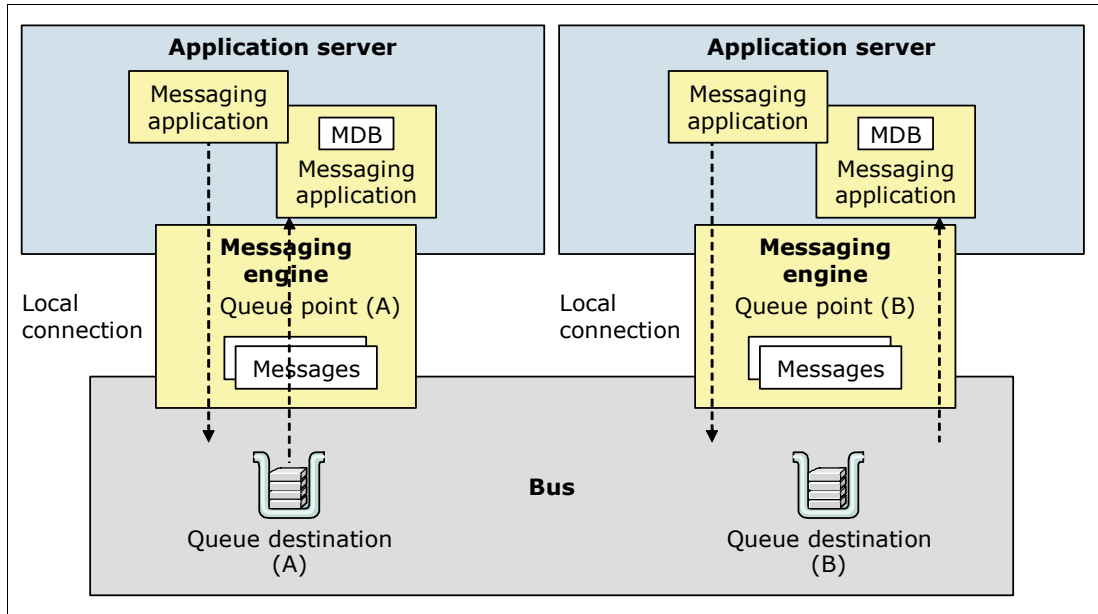 Application server
Messaging
application
MDB
Messaging
application
Messaging
engine
Queue point (A)
Messages
Local
connection
Queue destination
(A)
Application server
Messaging
application
MDB
Messaging
application
Messaging
engine
Queue point (B)
Messages
Local
connection
Bus
Queue destination
(B)